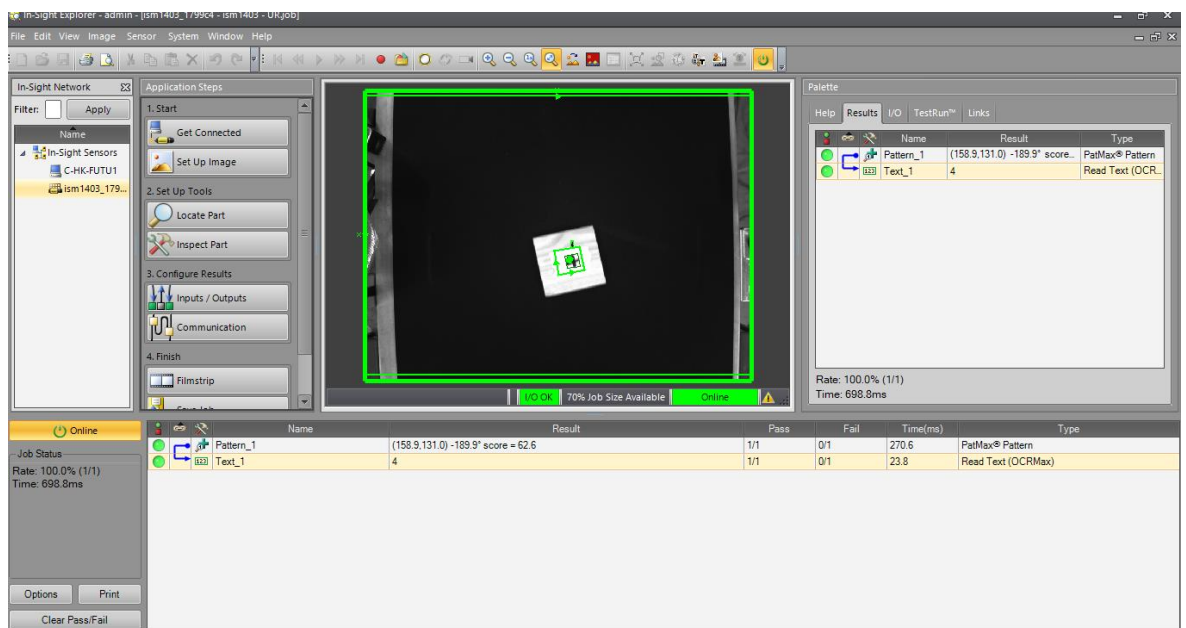 In-Sight Explorer - admin - [ism1403_1799c4 - ism1403 - UR.job]
File Edit View Image Sensor System Window Help
In-Sight Network
Filter: Apply
Name
In-Sight Sensors
C-HK-FUTU1
ism1403_179...
Application Steps
1. Start
Get Connected
Set Up Image
2. Set Up Tools
Locate Part
Inspect Part
3. Configure Results
Inputs / Outputs
Communication
4. Finish
Filmstrip
Save Job
I/O OK 70% Job Size Available Online
Palette
Help Results I/O TestRun™ Links
Name Result Type
Pattern_1 (158.9,131.0) -189.9° score... PatMax® Pattern
Text_1 4 Read Text (OCR...
Rate: 100.0% (1/1)
Time: 698.8ms
Online
Job Status
Rate: 100.0% (1/1)
Time: 698.8ms
Options Print
Clear Pass/Fail
Name Result Pass Fail Time(ms) Type
Pattern_1 (158.9,131.0) -189.9° score = 62.6 1/1 0/1 270.6 PatMax® Pattern
Text_1 4 1/1 0/1 23.8 Read Text (OCRMax)